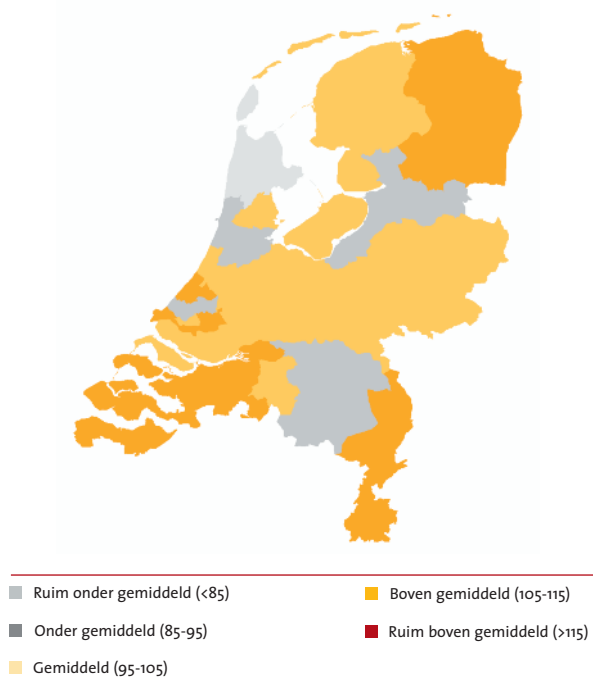 Ruim onder gemiddeld (<85)
Onder gemiddeld (85-95)
Gemiddeld (95-105)
Boven gemiddeld (105-115)
Ruim boven gemiddeld (>115)